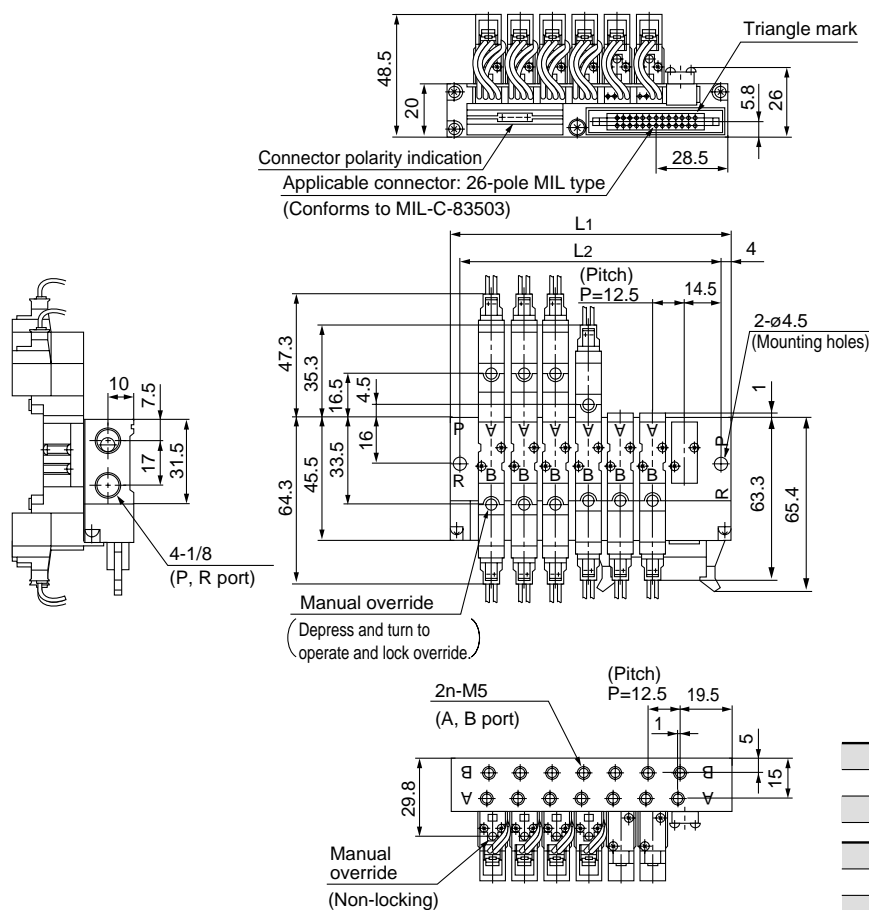 Triangle mark
48.5
20
5.8
26
Connector polarity indication
28.5
Applicable connector: 26-pole MIL type
(Conforms to MIL-C-83503)
L1
L2
4
(Pitch)
P=12.5
14.5
2-ø4.5
(Mounting holes)
47.3
35.3
16.5
4.5
1
10
7.5
17
31.5
16
33.5
45.5
64.3
P
R
A
A
A
A
A
B
B
B
B
B
B
P
R
63.3
65.4
4-1/8
(P, R port)
Manual override
(Depress and turn to
operate and lock override.)
(Pitch)
P=12.5
19.5
2n-M5
(A, B port)
1
5
15
29.8
B
B
A
A
Manual
override
(Non-locking)